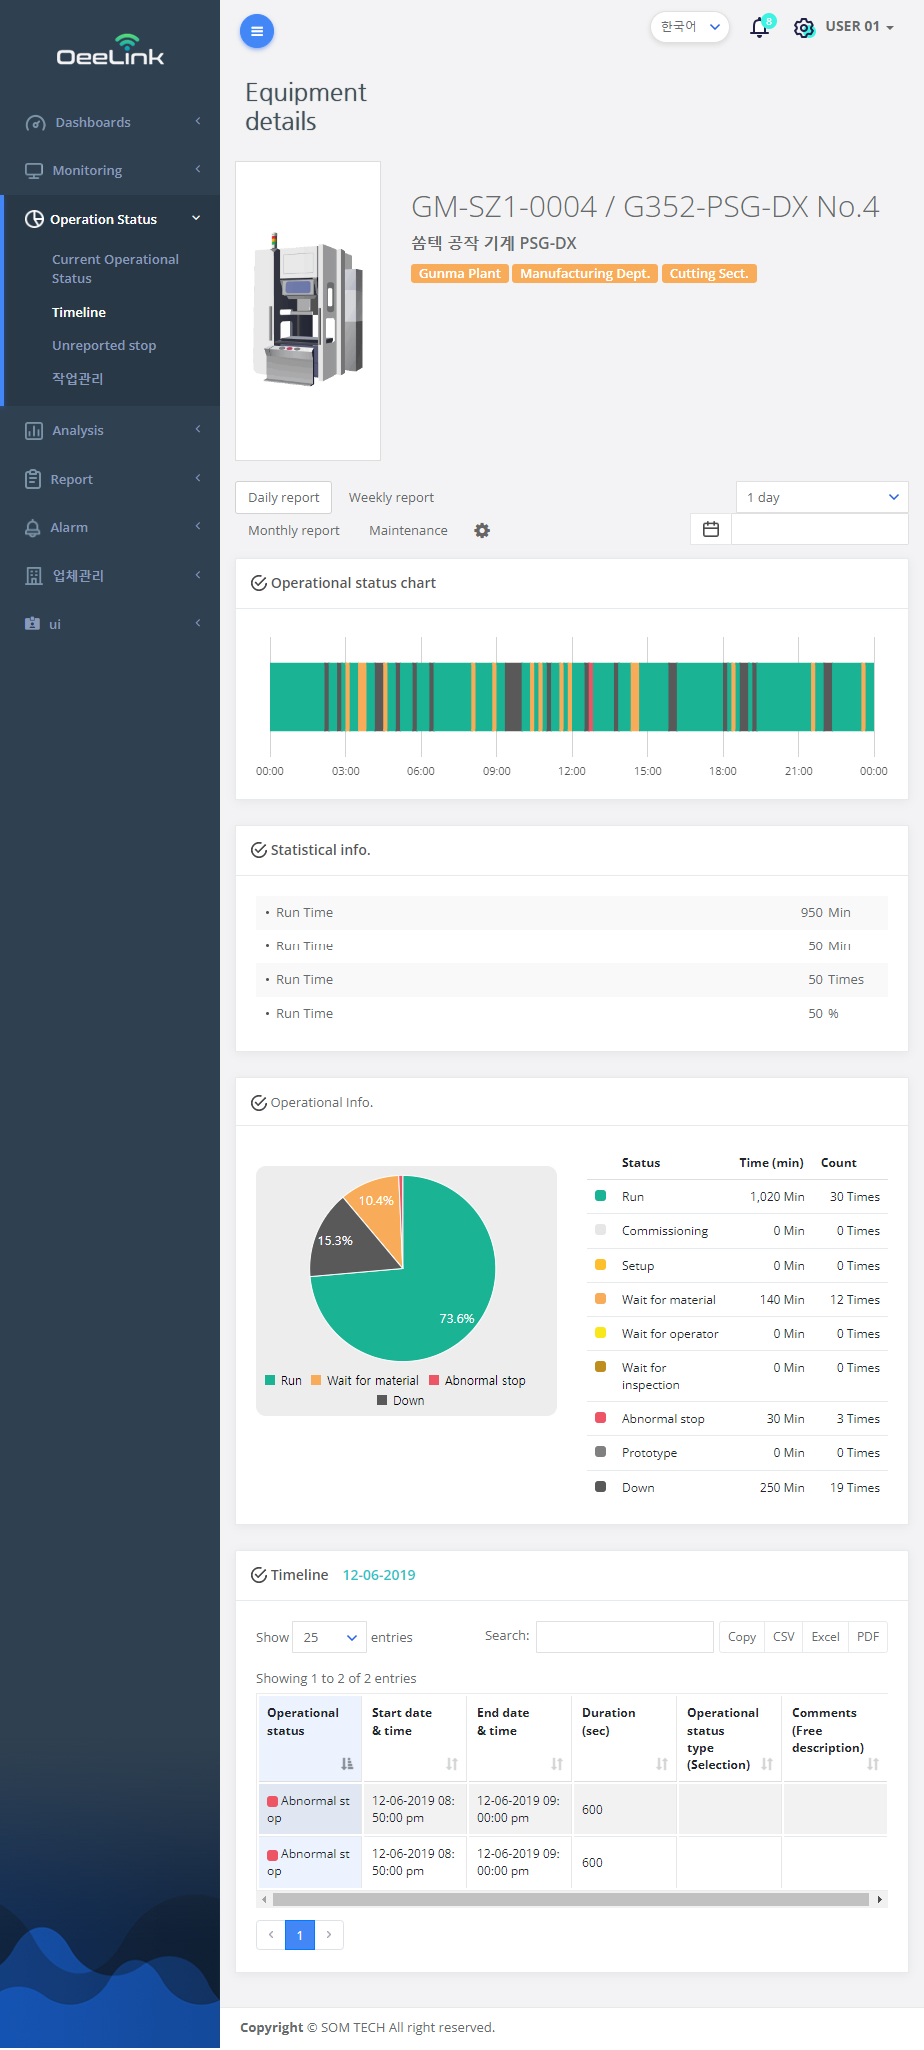 OeeLink
한국어
8
USER 01
Dashboards
Monitoring
Operation Status
Current Operational
Status
Timeline
Unreported stop
작업관리
Analysis
Report
Alarm
업체관리
ui
Equipment
details
GM-SZ1-0004 / G352-PSG-DX No.4
쏨텍 공작 기계 PSG-DX
Gunma Plant Manufacturing Dept. Cutting Sect.
Daily report Weekly report
1 day
Monthly report Maintenance
Operational status chart
00:00 03:00 06:00 09:00 12:00 15:00 18:00 21:00 00:00
Statistical info.
• Run Time 950 Min
• Run Time 50 Min
• Run Time 50 Times
• Run Time 50 %
Operational Info.
10.4%
15.3%
73.6%
Run Wait for material Abnormal stop
Down
Status Time (min) Count
Run 1,020 Min 30 Times
Commissioning 0 Min 0 Times
Setup 0 Min 0 Times
Wait for material 140 Min 12 Times
Wait for operator 0 Min 0 Times
Wait for 0 Min 0 Times
inspection
Abnormal stop 30 Min 3 Times
Prototype 0 Min 0 Times
Down 250 Min 19 Times
Timeline 12-06-2019
Show 25 entries
Search:
Copy CSV Excel PDF
Showing 1 to 2 of 2 entries
Operational Start date End date Duration Operational Comments
status & time & time (sec) status (Free
type description)
(Selection)
Abnormal st 12-06-2019 08: 12-06-2019 09: 600
op 50:00 pm 00:00 pm
Abnormal st 12-06-2019 08: 12-06-2019 09: 600
op 50:00 pm 00:00 pm
‹ 1 ›
Copyright © SOM TECH All right reserved.